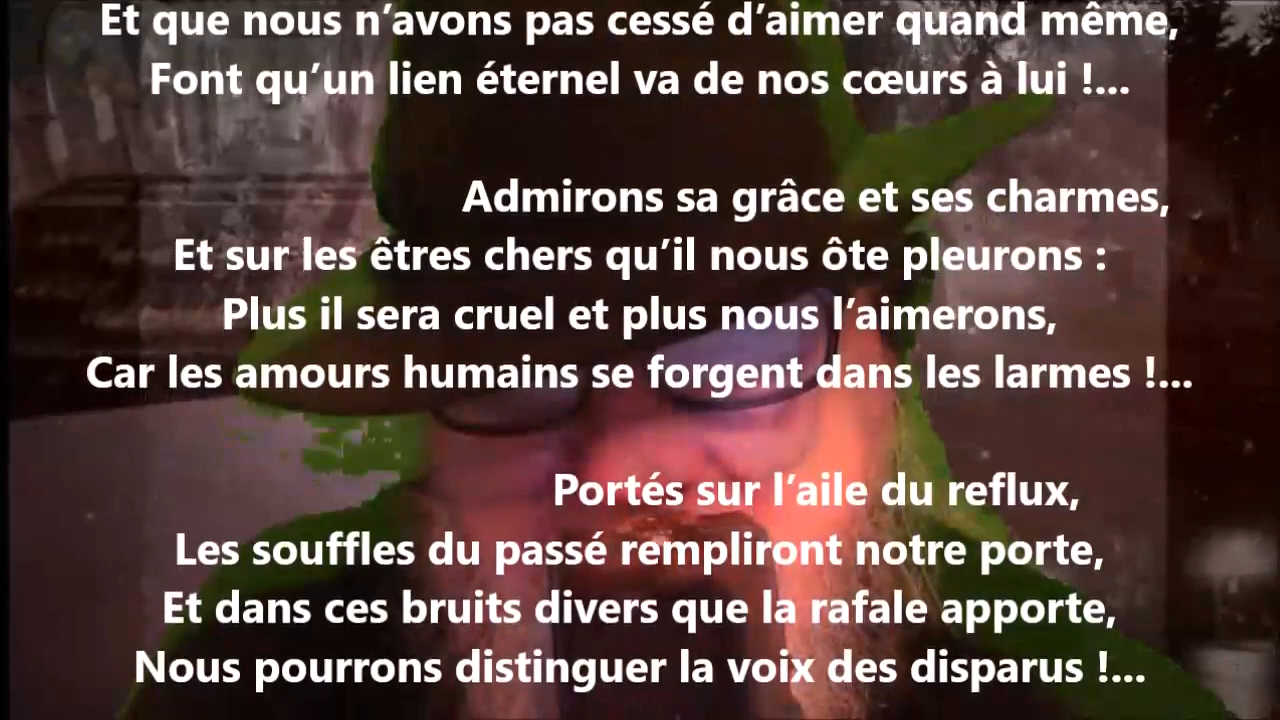 Et que nous n’avons pas cessé d’aimer quand même,
Font qu’un lien éternel va de nos cœurs à lui !...
Admirons sa grâce et ses charmes,
Et sur les êtres chers qu’il nous ôte pleurons :
Plus il sera cruel et plus nous l’aimerons,
Car les amours humains se forgent dans les larmes !...
Portés sur l’aile du reflux,
Les souffles du passé rempliront notre porte,
Et dans ces bruits divers que la rafale apporte,
Nous pourrons distinguer la voix des disparus !...